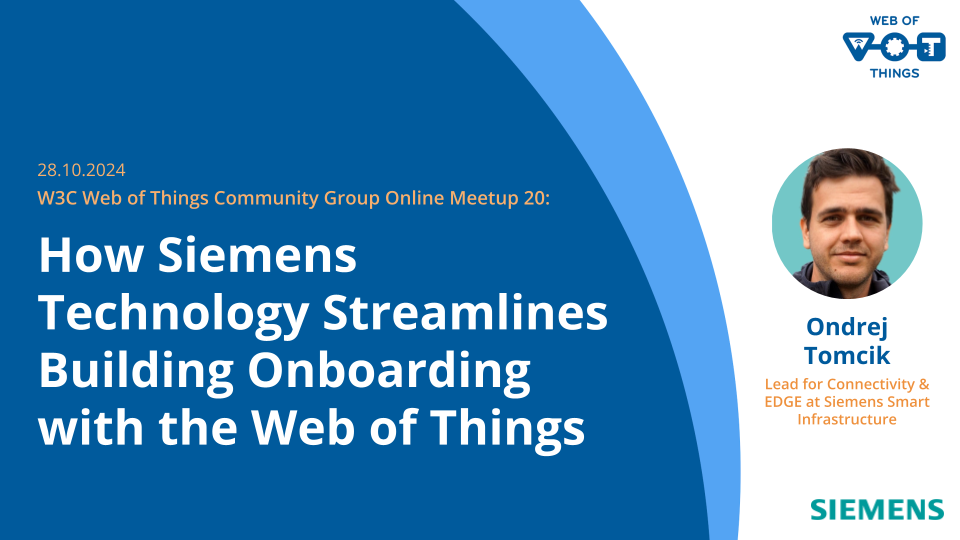 WEB OF
W O T
THINGS
28.10.2024
W3C Web of Things Community Group Online Meetup 20:
How Siemens
Technology Streamlines
Building Onboarding
with the Web of Things
Ondrej
Tomcik
Lead for Connectivity &
EDGE at Siemens Smart
Infrastructure
SIEMENS